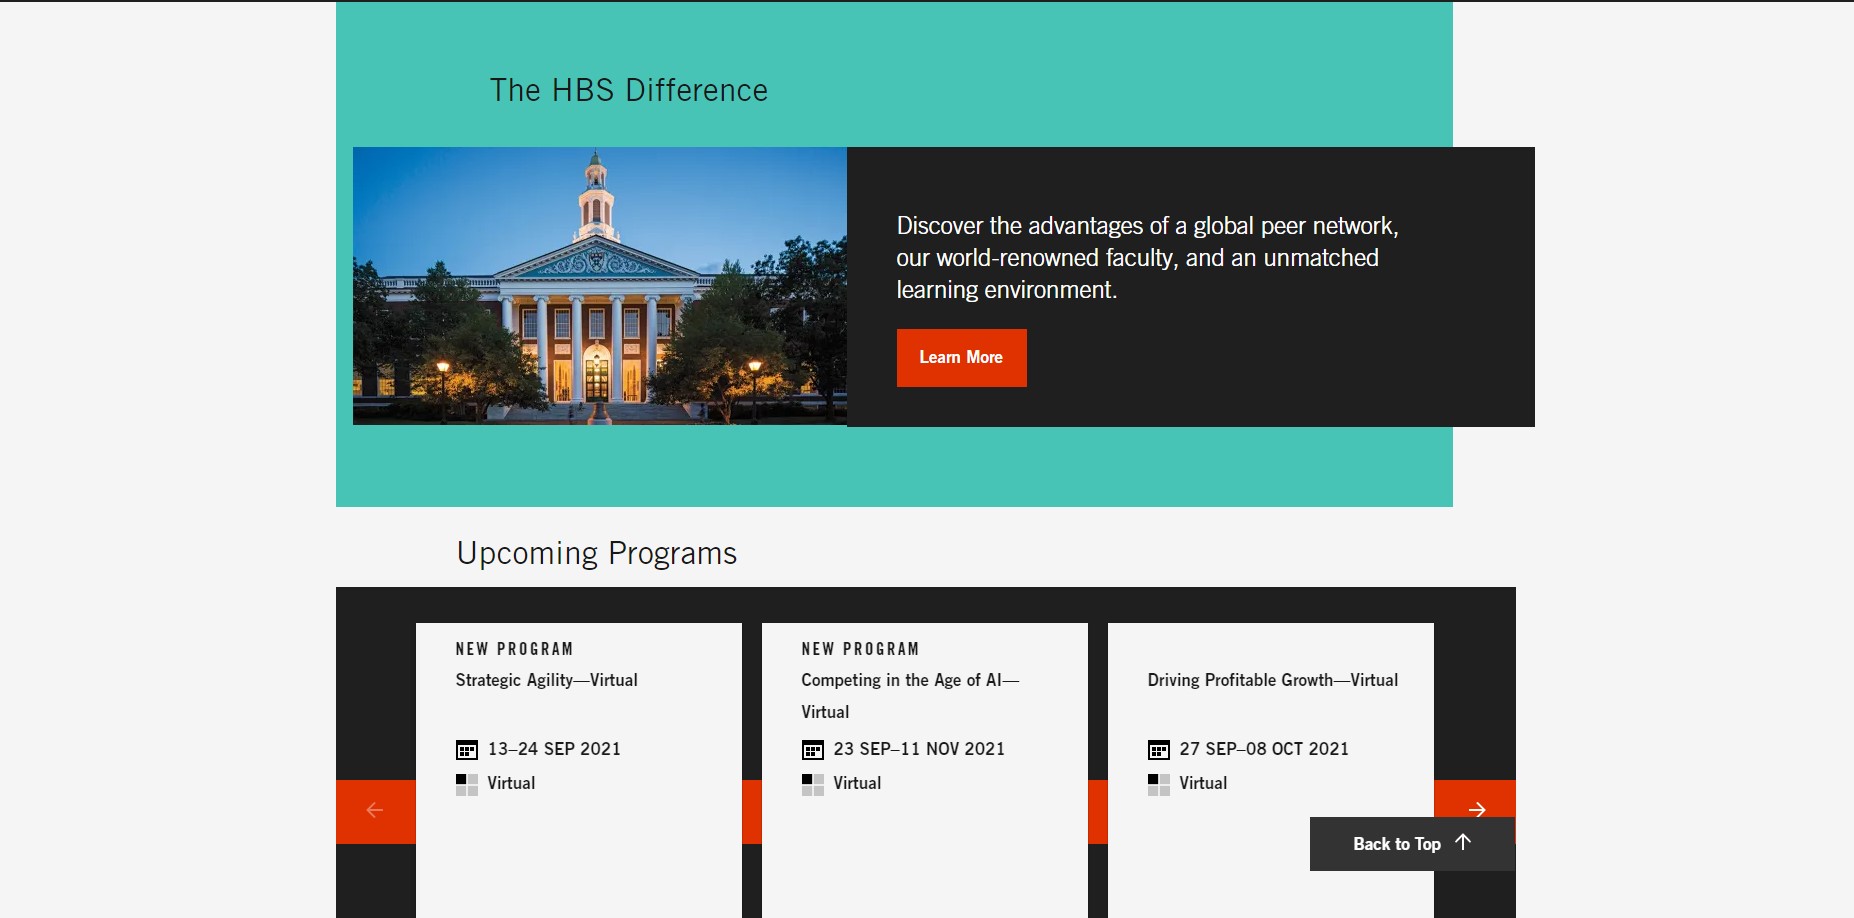 The HBS Difference
Discover the advantages of a global peer network,
our world-renowned faculty, and an unmatched
learning environment.
Learn More
Upcoming Programs
NEW PROGRAM
Strategic Agility—Virtual
13–24 SEP 2021
Virtual
NEW PROGRAM
Competing in the Age of AI—
Virtual
23 SEP–11 NOV 2021
Virtual
Driving Profitable Growth—Virtual
27 SEP–08 OCT 2021
Virtual
Back to Top